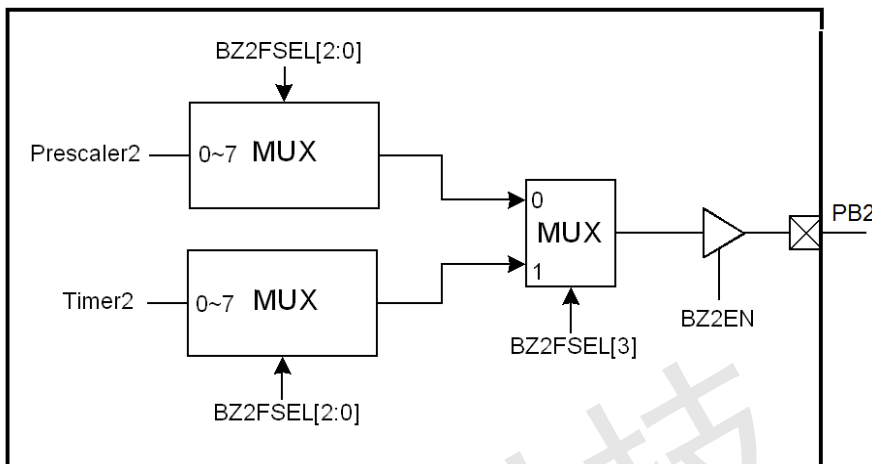 BZ2FSEL[2:0]
Prescaler2
0~7 MUX
0
MUX
1
PB2
Timer2
0~7 MUX
BZ2EN
BZ2FSEL[3]
BZ2FSEL[2:0]
技